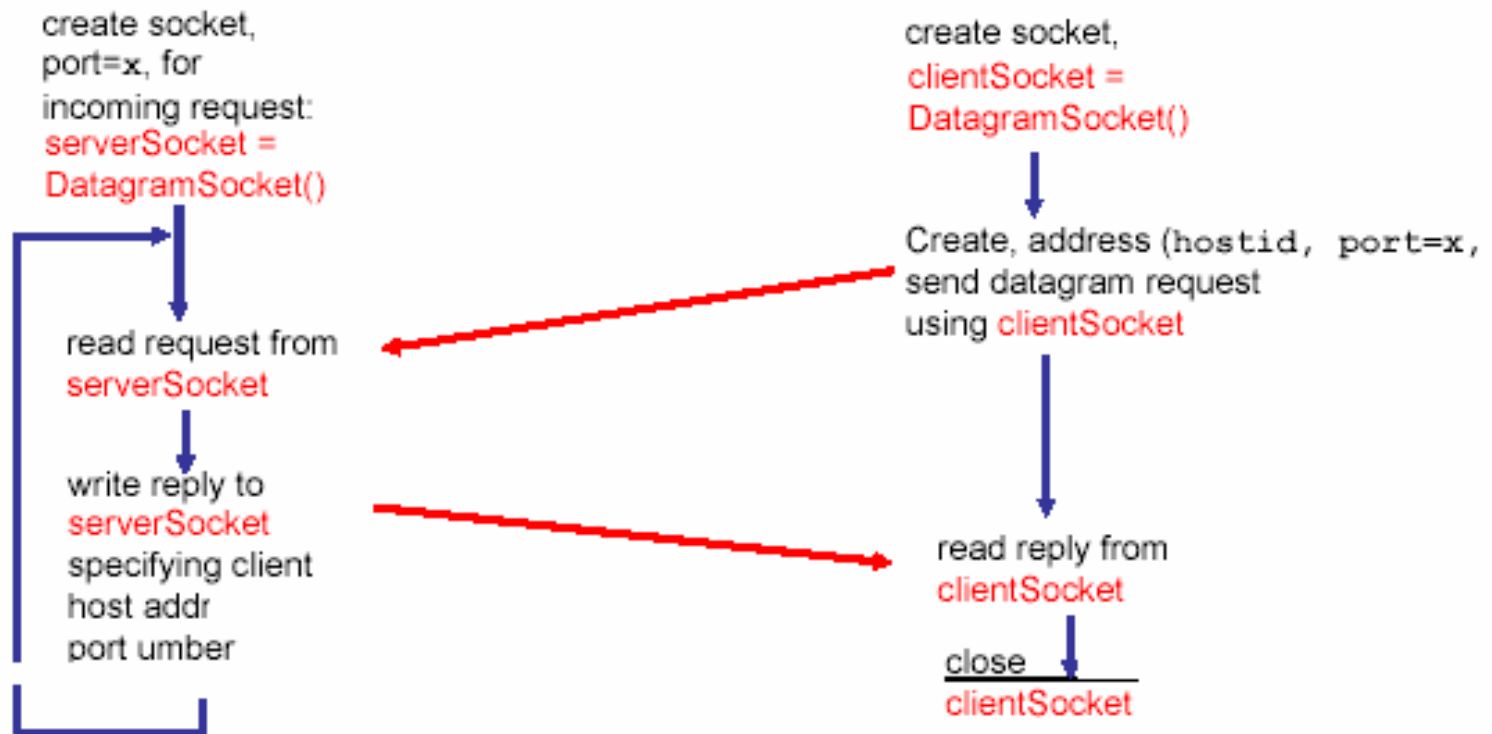 create socket,
port=x, for
incoming request:
serverSocket =
DatagramSocket()
read request from
serverSocket
write reply to
serverSocket
specifying client
host addr
port umber
create socket,
clientSocket =
DatagramSocket()
Create, address (hostid, port=x,
send datagram request
using clientSocket
read reply from
clientSocket
close
clientSocket